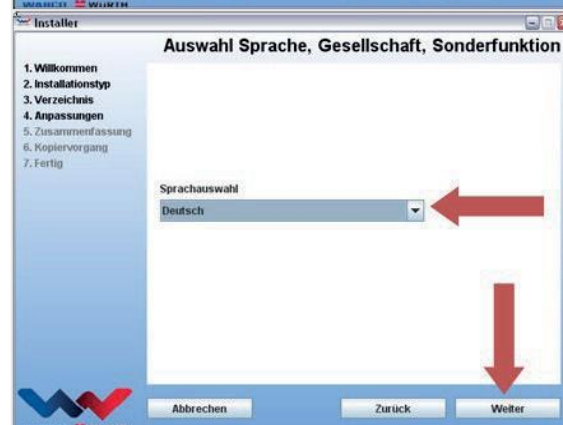 WABCO WÜRTH
Installer
Auswahl Sprache, Gesellschaft, Sonderfunktion
1. Willkommen
2. Installationstyp
3. Verzeichnis
4. Anpassungen
5. Zusammenfassung
6. Kopiervorgang
7. Fertig
Sprachauswahl
Deutsch
Abbrechen
Zurück
Weiter